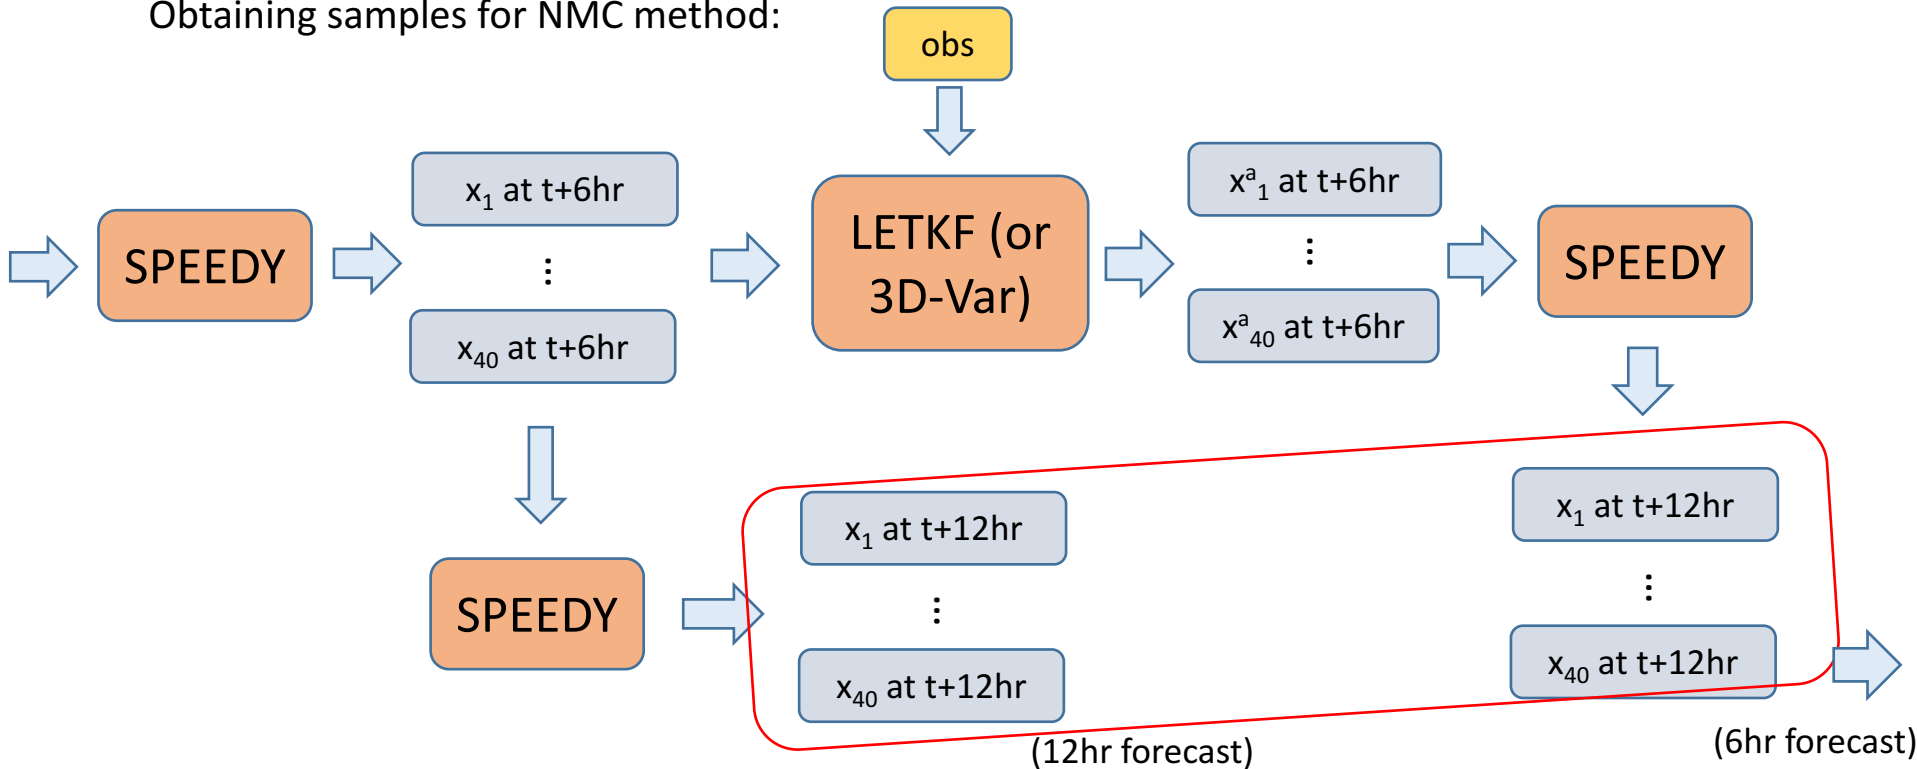 Obtaining samples for NMC method:
obs
SPEEDY
x₁ at t+6hr
⋮
x₄₀ at t+6hr
LETKF (or
3D-Var)
xᵃ₁ at t+6hr
⋮
xᵃ₄₀ at t+6hr
SPEEDY
SPEEDY
x₁ at t+12hr
⋮
x₄₀ at t+12hr
(12hr forecast)
x₁ at t+12hr
⋮
x₄₀ at t+12hr
(6hr forecast)